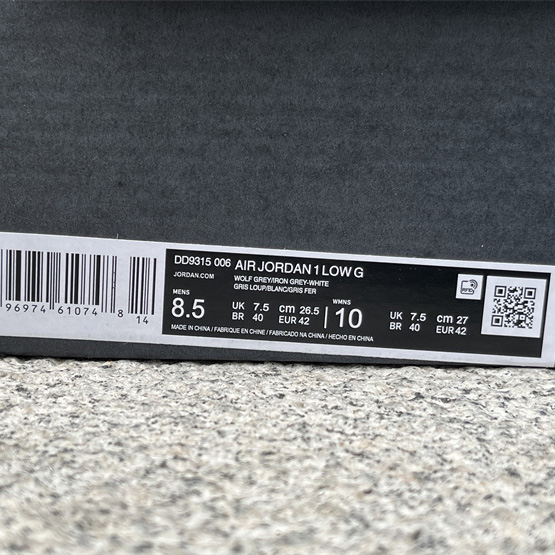 DD9315 006 AIR JORDAN 1 LOW G
JORDAN.COM
WOLF GREY/IRON GREY-WHITE
GRIS LOUP/BLANC/GRIS FER
MENS
8.5
UK 7.5 cm 26.5
BR 40 EUR 42
WMNS
10
UK 7.5 cm 27
BR 40 EUR 42
MADE IN CHINA / FABRIQUE EN CHINE / FABRICADO NA CHINA / HECHO EN CHINA
96974 61074 8
14